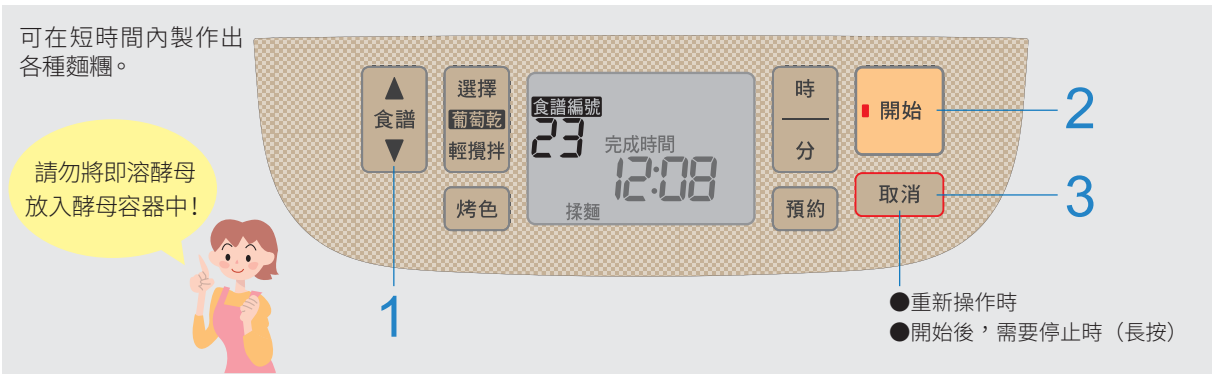 可在短時間內製作出
各種麵糰。
請勿將即溶酵母
放入酵母容器中!
▲
食譜
▼
選擇
葡萄乾
輕攪拌
烤色
食譜編號
23
完成時間
12:08
揉麵
時
分
預約
開始
取消
1
2
3
●重新操作時
●開始後，需要停止時（長按）